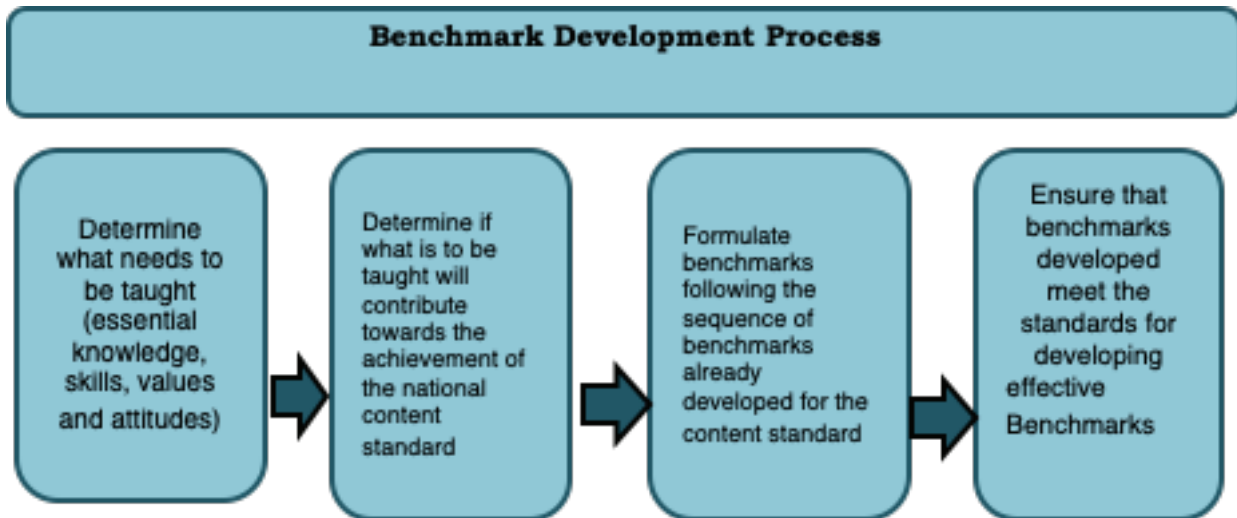 Benchmark Development Process
Determine
what needs to
be taught
(essential
knowledge,
skills, values
and attitudes)
Determine if
what is to be
taught will
contribute
towards the
achievement of
the national
content
standard
Formulate
benchmarks
following the
sequence of
benchmarks
already
developed for the
content standard
Ensure that
benchmarks
developed
meet the
standards for
developing
effective
Benchmarks